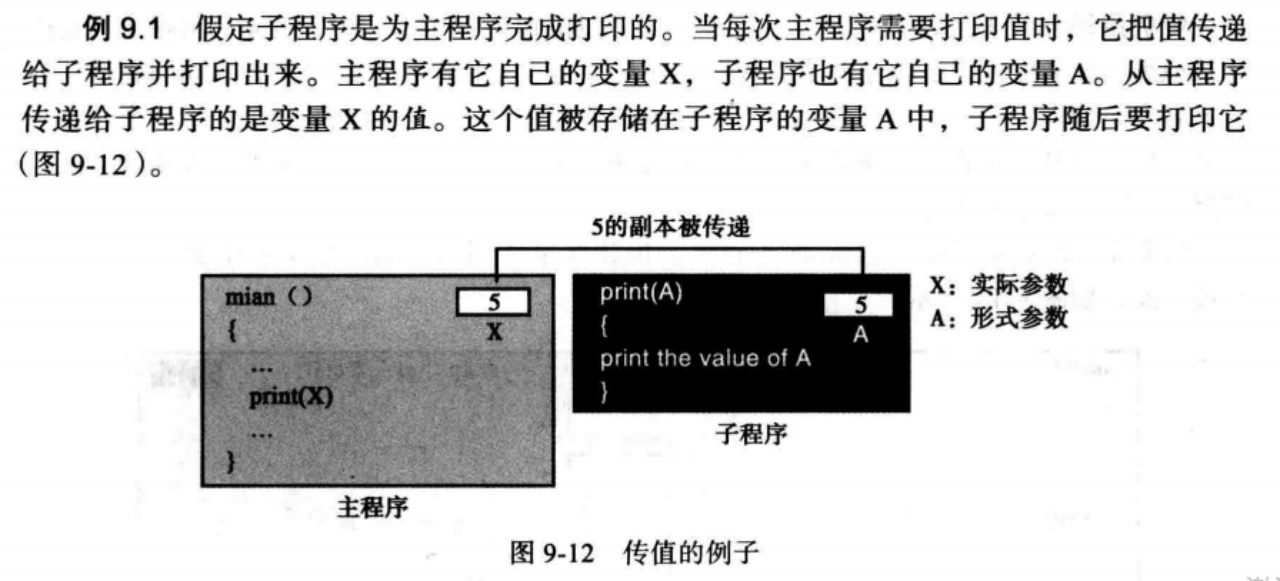 例 9.1 假定子程序是为主程序完成打印的。当每次主程序需要打印值时，它把值传递
给子程序并打印出来。主程序有它自己的变量 X，子程序也有它自己的变量 A。从主程序
传递给子程序的是变量 X 的值。这个值被存储在子程序的变量 A 中，子程序随后要打印它
（图 9-12）。
5的副本被传递
mian（）
{
...
print(X)
...
}
5
X
主程序
print(A)
{
print the value of A
}
5
A
子程序
X：实际参数
A：形式参数
图 9-12 传值的例子